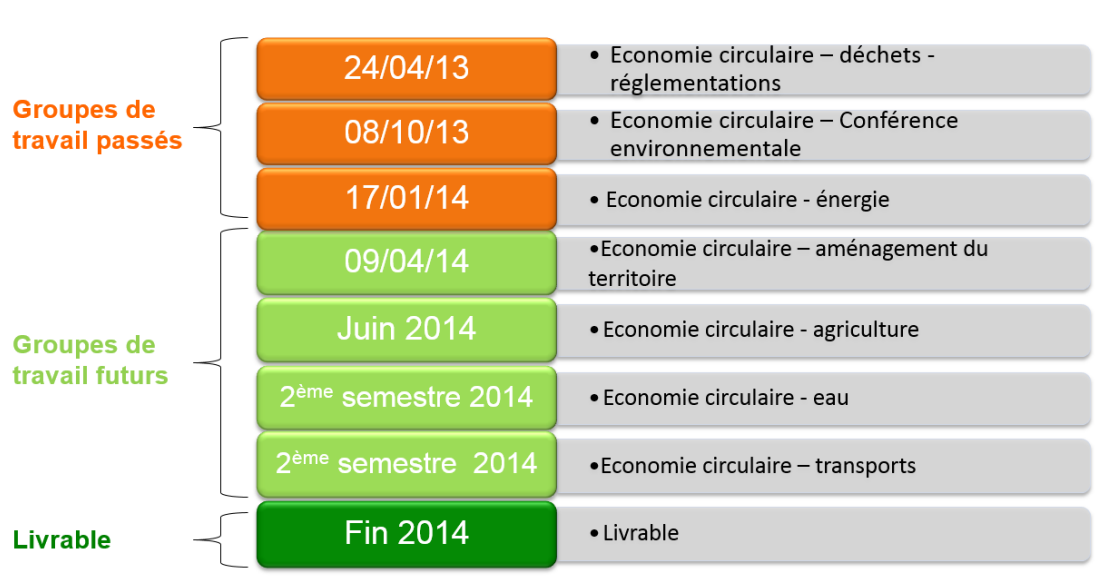 Groupes de
travail passés
24/04/13
• Economie circulaire – déchets -
réglementations
08/10/13
• Economie circulaire – Conférence
environnementale
17/01/14
• Economie circulaire - énergie
Groupes de
travail futurs
09/04/14
•Economie circulaire – aménagement du
territoire
Juin 2014
•Economie circulaire - agriculture
2ème semestre 2014
•Economie circulaire - eau
2ème semestre 2014
•Economie circulaire – transports
Livrable
Fin 2014
•Livrable